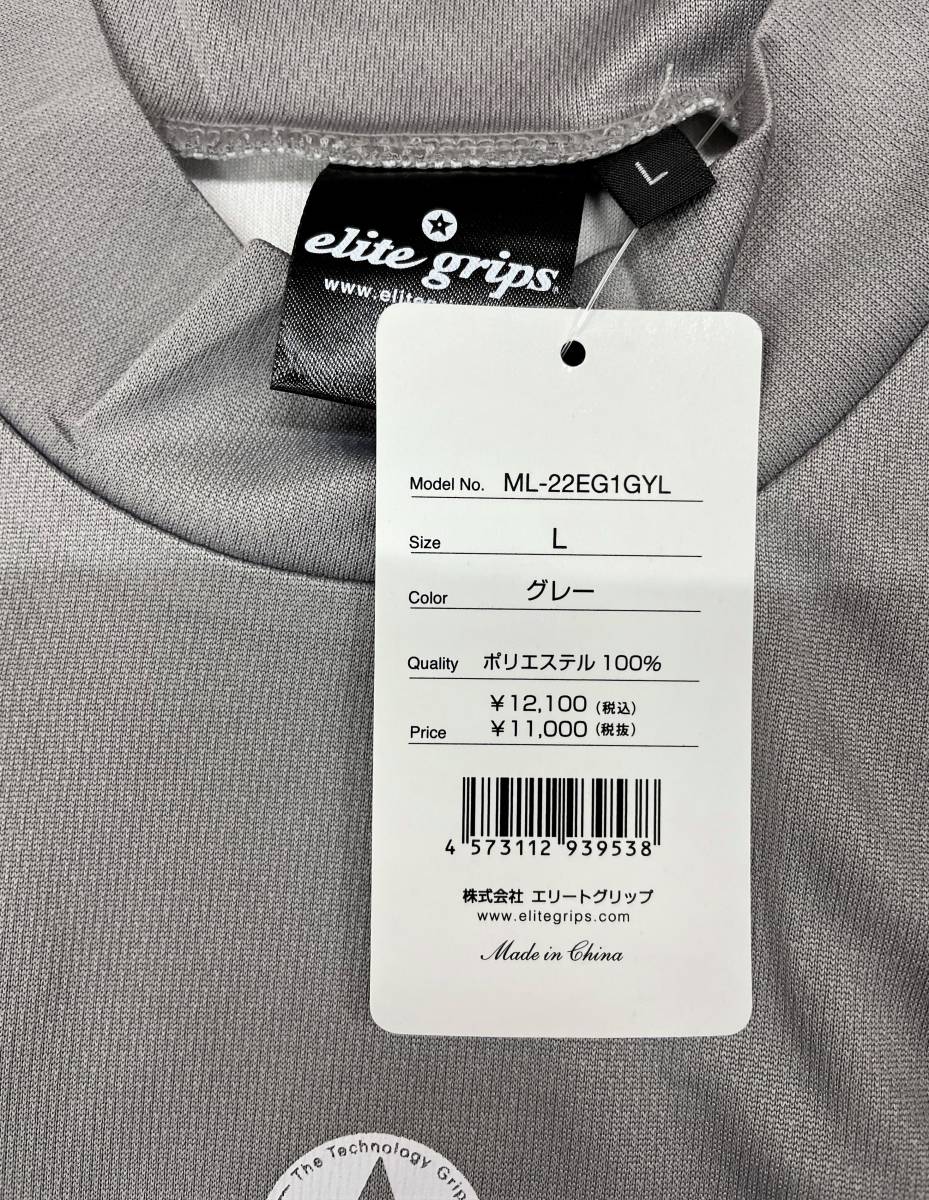 L
elite grips
www.
Model No. ML-22EG1GYL
Size L
Color グレー
Quality ポリエステル 100%
￥12,100 (税込)
Price ￥11,000 (税抜)
4 573112 939538
株式会社 エリートグリップ
www.elitegrips.com
Made in China
The Technology Grip